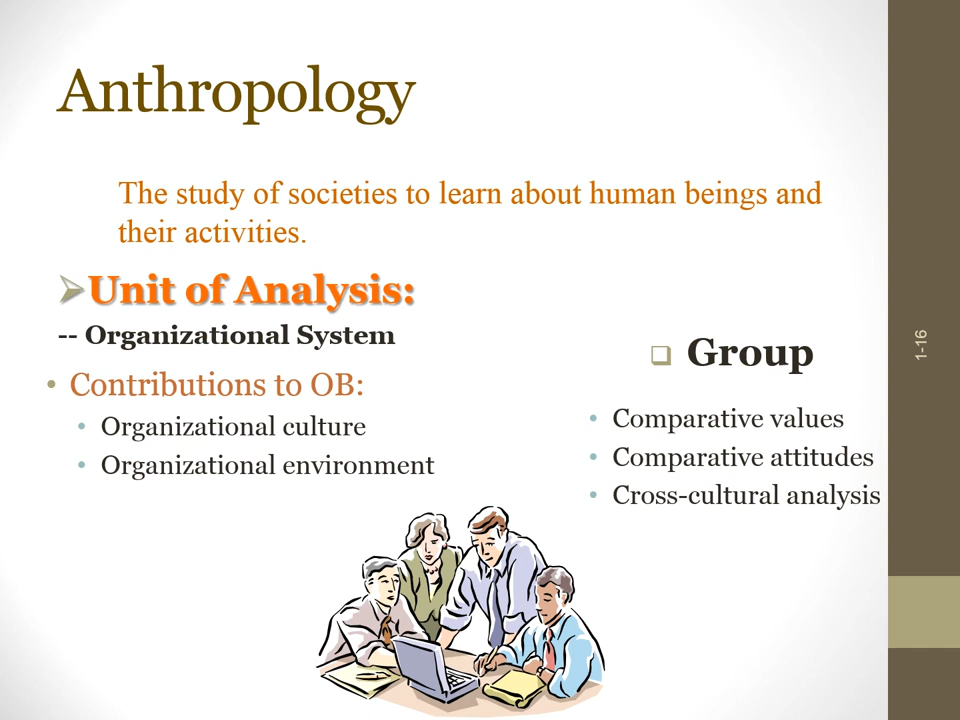 Anthropology
The study of societies to learn about human beings and
their activities.
Unit of Analysis:
-- Organizational System
• Contributions to OB:
• Organizational culture
• Organizational environment
Group
• Comparative values
• Comparative attitudes
• Cross-cultural analysis
1-16